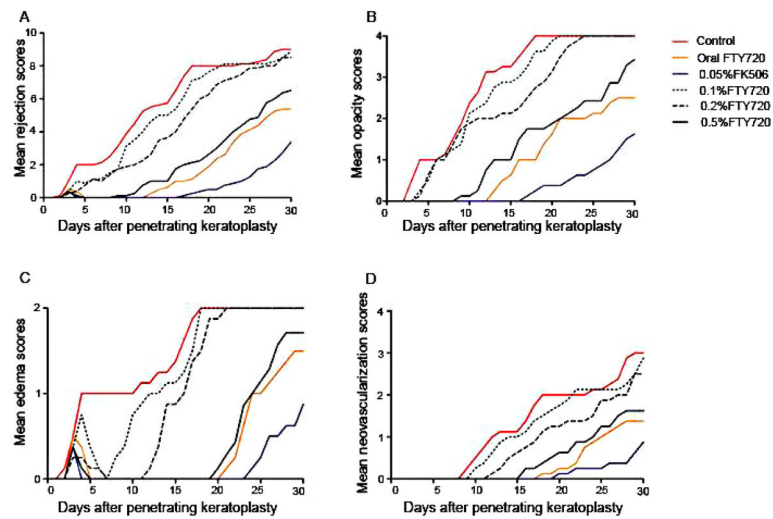 A
Mean rejection scores
10
8
6
4
2
0
0 5 10 15 20 25 30
Days after penetrating keratoplasty
B
Mean opacity scores
4
3
2
1
0
0 5 10 15 20 25 30
Days after penetrating keratoplasty
Control
Oral FTY720
0.05%FK506
0.1%FTY720
0.2%FTY720
0.5%FTY720
C
Mean edema scores
2
1
0
0 5 10 15 20 25 30
Days after penetrating keratoplasty
D
Mean neovascularization scores
4
3
2
1
0
0 5 10 15 20 25 30
Days after penetrating keratoplasty